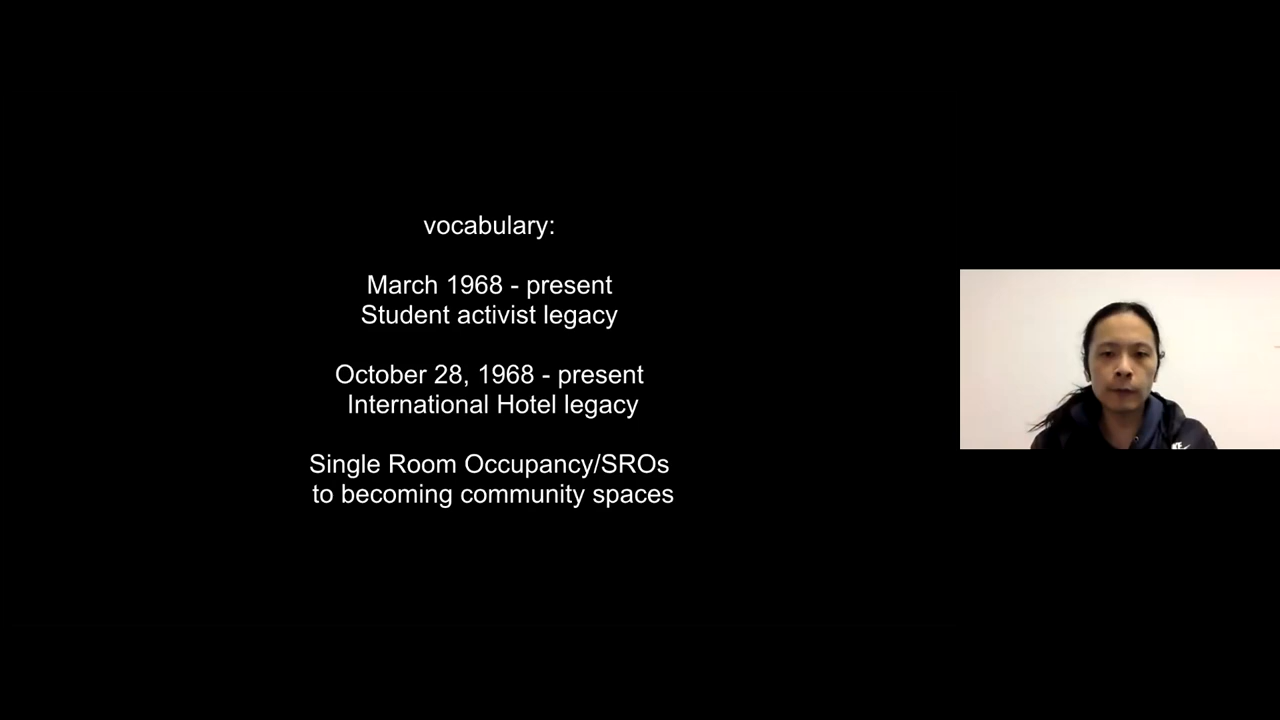 vocabulary:
March 1968 - present
Student activist legacy
October 28, 1968 - present
International Hotel legacy
Single Room Occupancy/SROs
to becoming community spaces